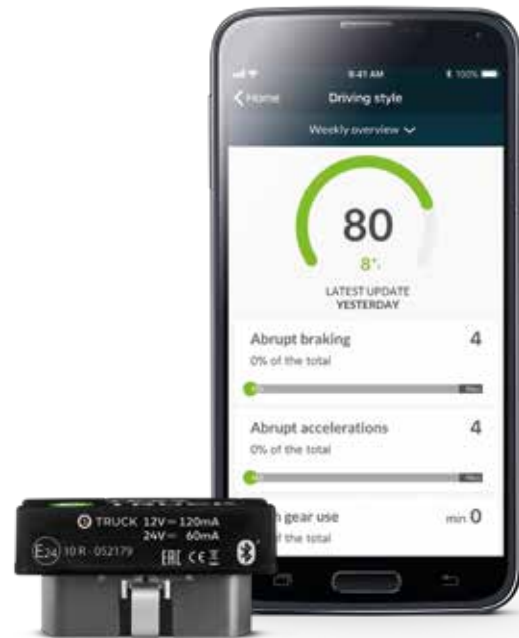 9:41 AM
100%
Home
Driving style
Weekly overview
80
8%
LATEST UPDATE
YESTERDAY
Abrupt braking
4
0% of the total
Abrupt accelerations
4
0% of the total
gear use
min 0
of the total
TRUCK 12V 120mA
24V 60mA
E24 10 R - 052179
EAC CE